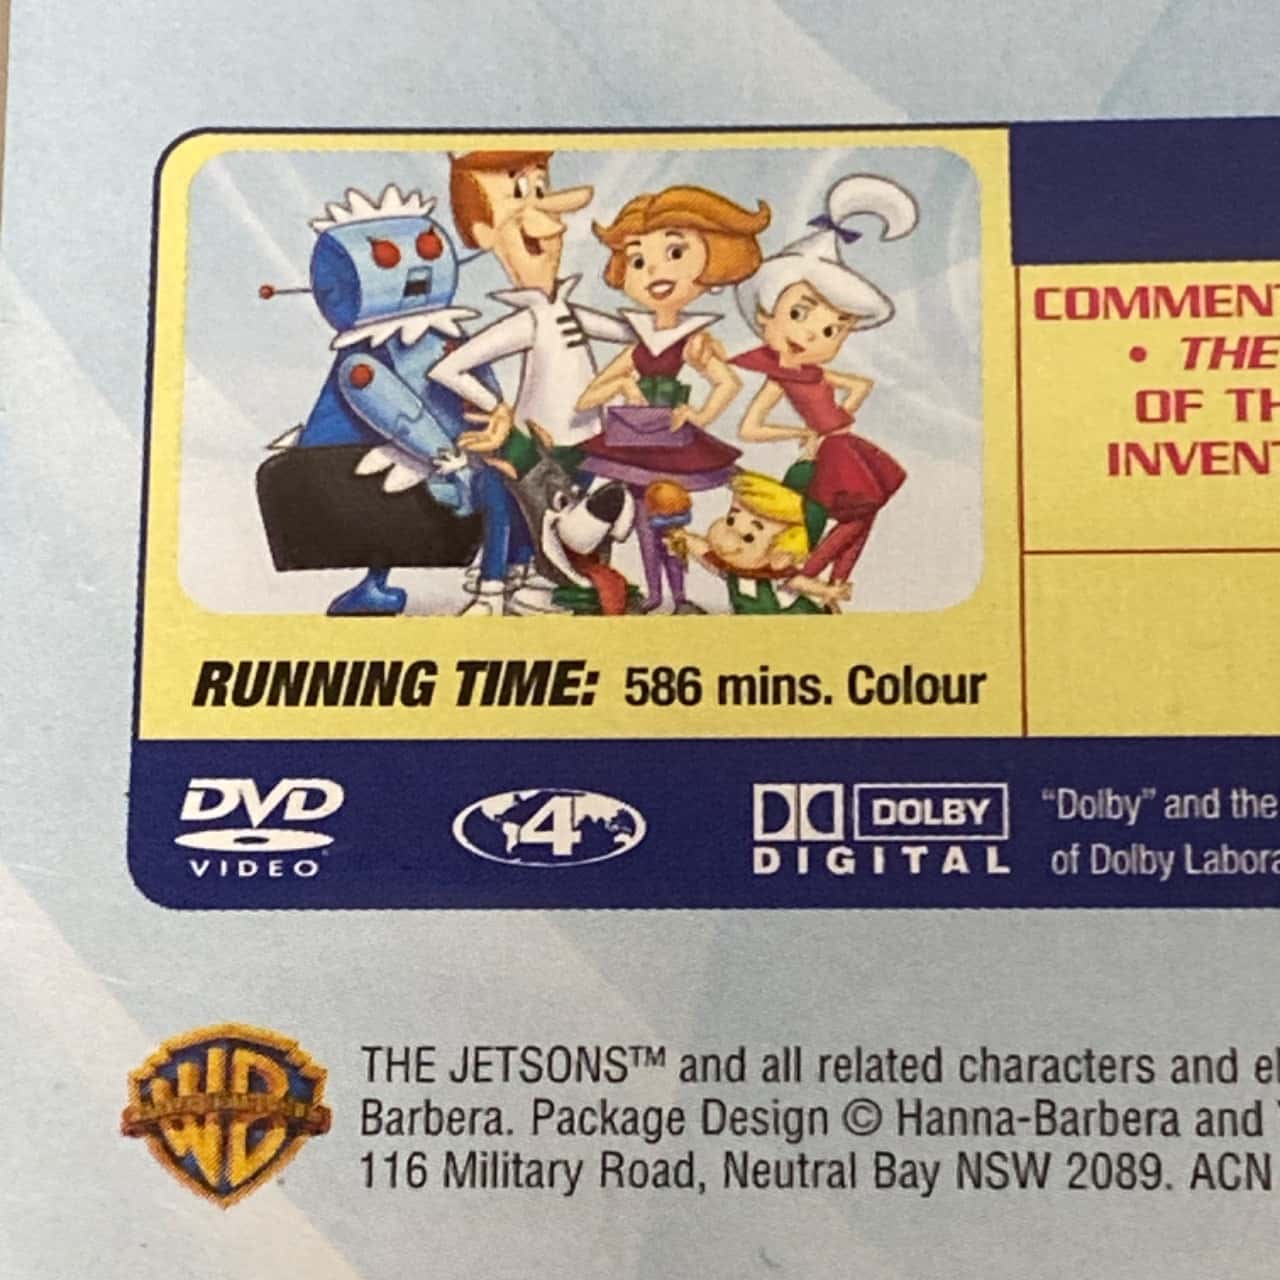 COMMENT
• THE
OF TH
INVENT
RUNNING TIME: 586 mins. Colour
DVD
VIDEO
4
DOLBY
DIGITAL
"Dolby" and the
of Dolby Labora
WB
THE JETSONS™ and all related characters and el
Barbera. Package Design © Hanna-Barbera and
116 Military Road, Neutral Bay NSW 2089. ACN